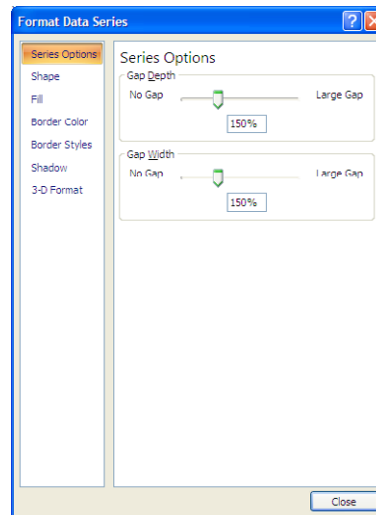 Format Data Series
Series Options
Shape
Fill
Border Color
Border Styles
Shadow
3-D Format
Series Options
Gap Depth
No Gap Large Gap
150%
Gap Width
No Gap Large Gap
150%
Close